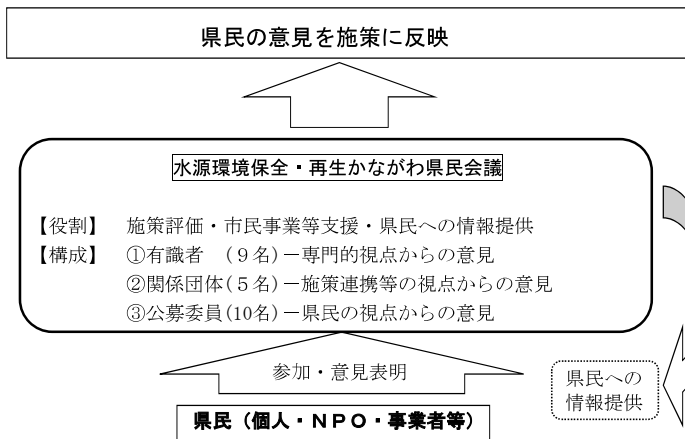 県民の意見を施策に反映
水源環境保全・再生かながわ県民会議
【役割】 施策評価・市民事業等支援・県民への情報提供
【構成】 ①有識者 (９名)－専門的視点からの意見
②関係団体(５名)－施策連携等の視点からの意見
③公募委員(10名)－県民の視点からの意見
参加・意見表明
県民への
情報提供
県民（個人・ＮＰＯ・事業者等）